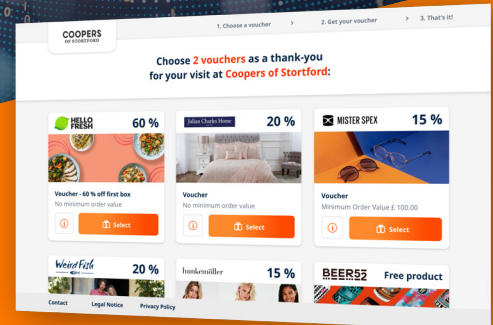 COOPERS
OF STORTFORD
1. Choose a voucher > 2. Get your voucher > 3. That's it!
Choose 2 vouchers as a thank-you
for your visit at Coopers of Stortford:
HELLO FRESH 60 %
Julian Charles Home 20 %
MISTER SPEX 15 %
Voucher - 60 % off first box
No minimum order value
Select
Voucher
No minimum order value
Select
Voucher
Minimum Order Value £ 100.00
Select
Weird Fish 20 %
hunkemöller 15 %
BEER52 Free product
Contact Legal Notice Privacy Policy